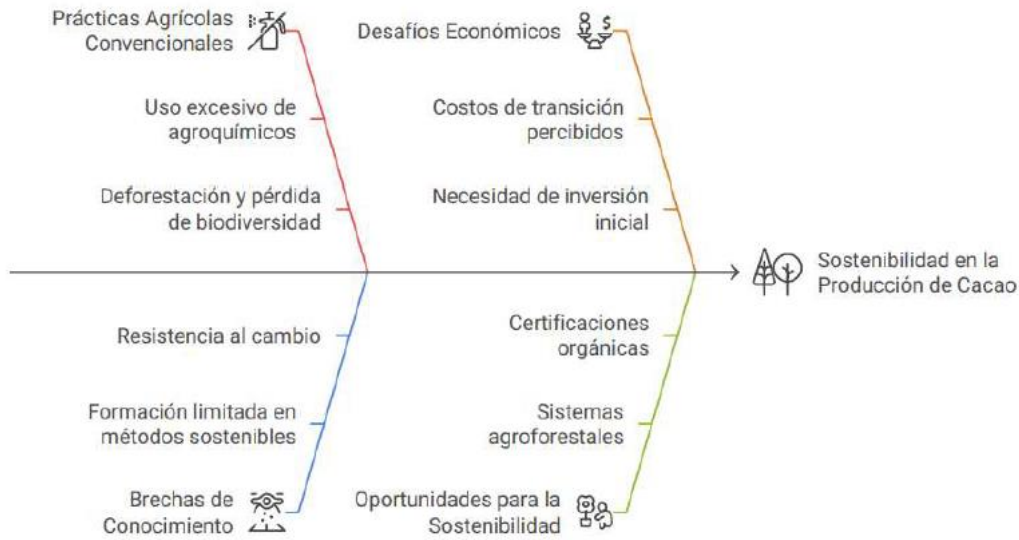 Prácticas Agrícolas
Convencionales
Uso excesivo de
agroquímicos
Deforestación y pérdida
de biodiversidad
Desafíos Económicos
$
Costos de transición
percibidos
Necesidad de inversión
inicial
Sostenibilidad en la
Producción de Cacao
Resistencia al cambio
Formación limitada en
métodos sostenibles
Brechas de
Conocimiento
Certificaciones
orgánicas
Sistemas
agroforestales
Oportunidades para la
Sostenibilidad